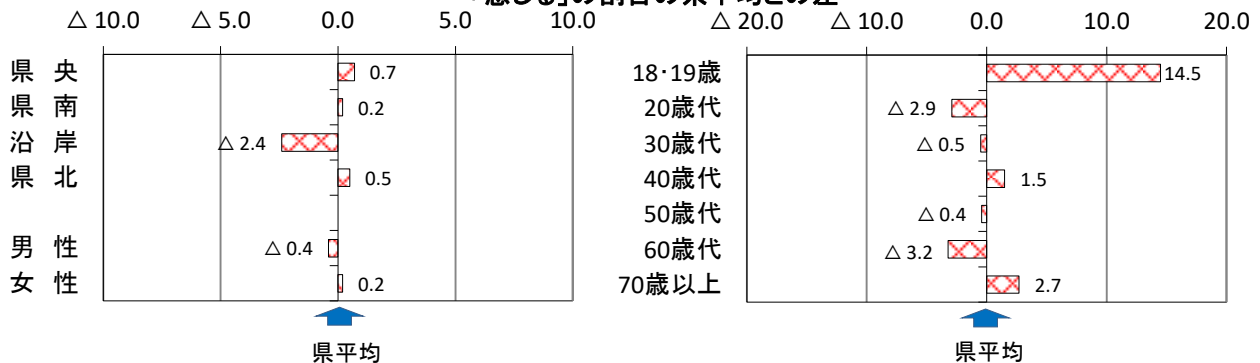 「感じる」の割合の県平均との差
△ 10.0 △ 5.0 0.0 5.0 10.0
県 央 0.7
県 南 0.2
沿 岸 △ 2.4
県 北 0.5
男 性 △ 0.4
女 性 0.2
県平均
△ 20.0 △ 10.0 0.0 10.0 20.0
18・19歳 14.5
20歳代 △ 2.9
30歳代 △ 0.5
40歳代 1.5
50歳代 △ 0.4
60歳代 △ 3.2
70歳以上 2.7
県平均